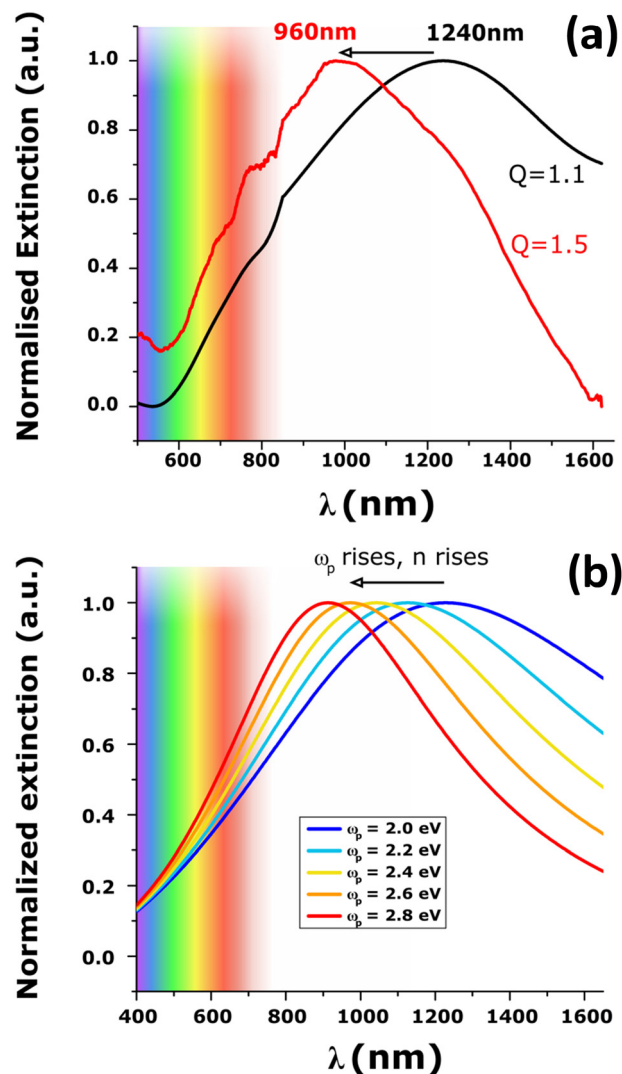 960nm 1240nm (a)
Normalised Extinction (a.u.)
1.0
0.8
0.6
0.4
0.2
0.0
Q=1.1
Q=1.5
600 800 1000 1200 1400 1600
λ(nm)
ωp rises, n rises (b)
Normalized extinction (a.u.)
1.0
0.8
0.6
0.4
0.2
0.0
ωp = 2.0 eV
ωp = 2.2 eV
ωp = 2.4 eV
ωp = 2.6 eV
ωp = 2.8 eV
400 600 800 1000 1200 1400 1600
λ(nm)